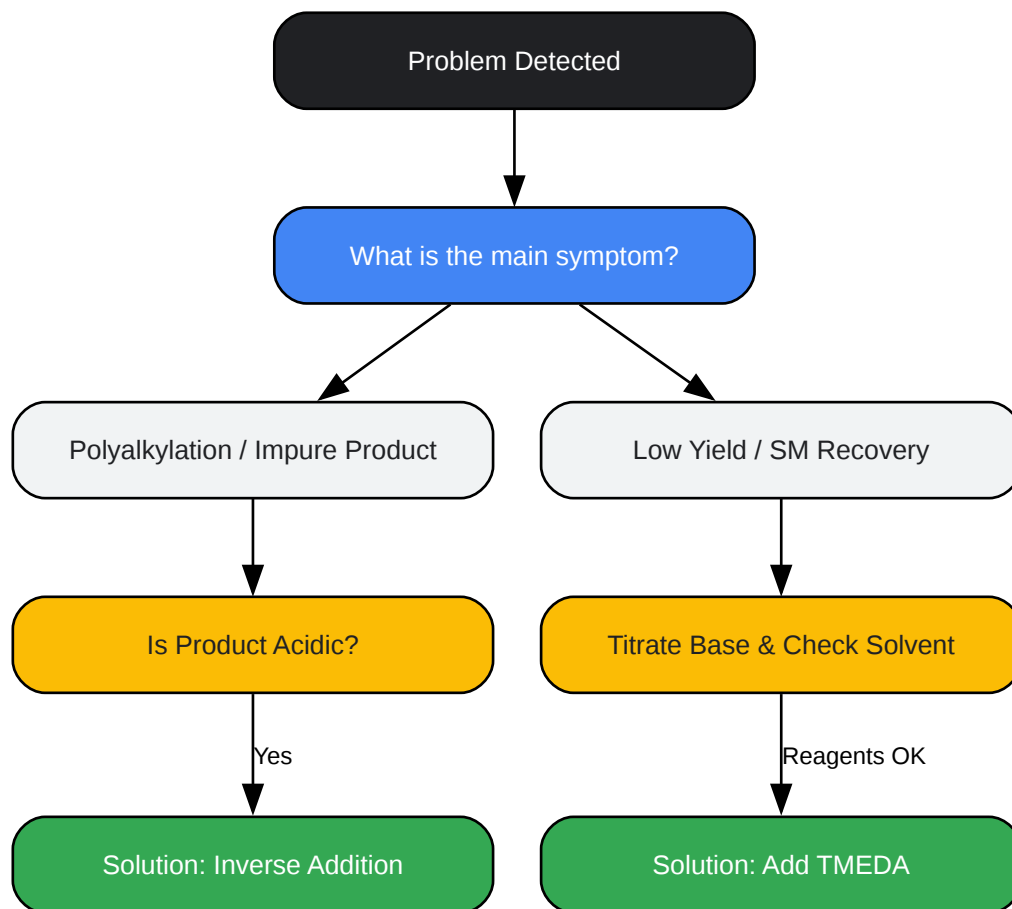 Problem Detected
What is the main symptom?
Polyalkylation / Impure Product
Low Yield / SM Recovery
Is Product Acidic?
Titrate Base & Check Solvent
Yes
Reagents OK
Solution: Inverse Addition
Solution: Add TMEDA